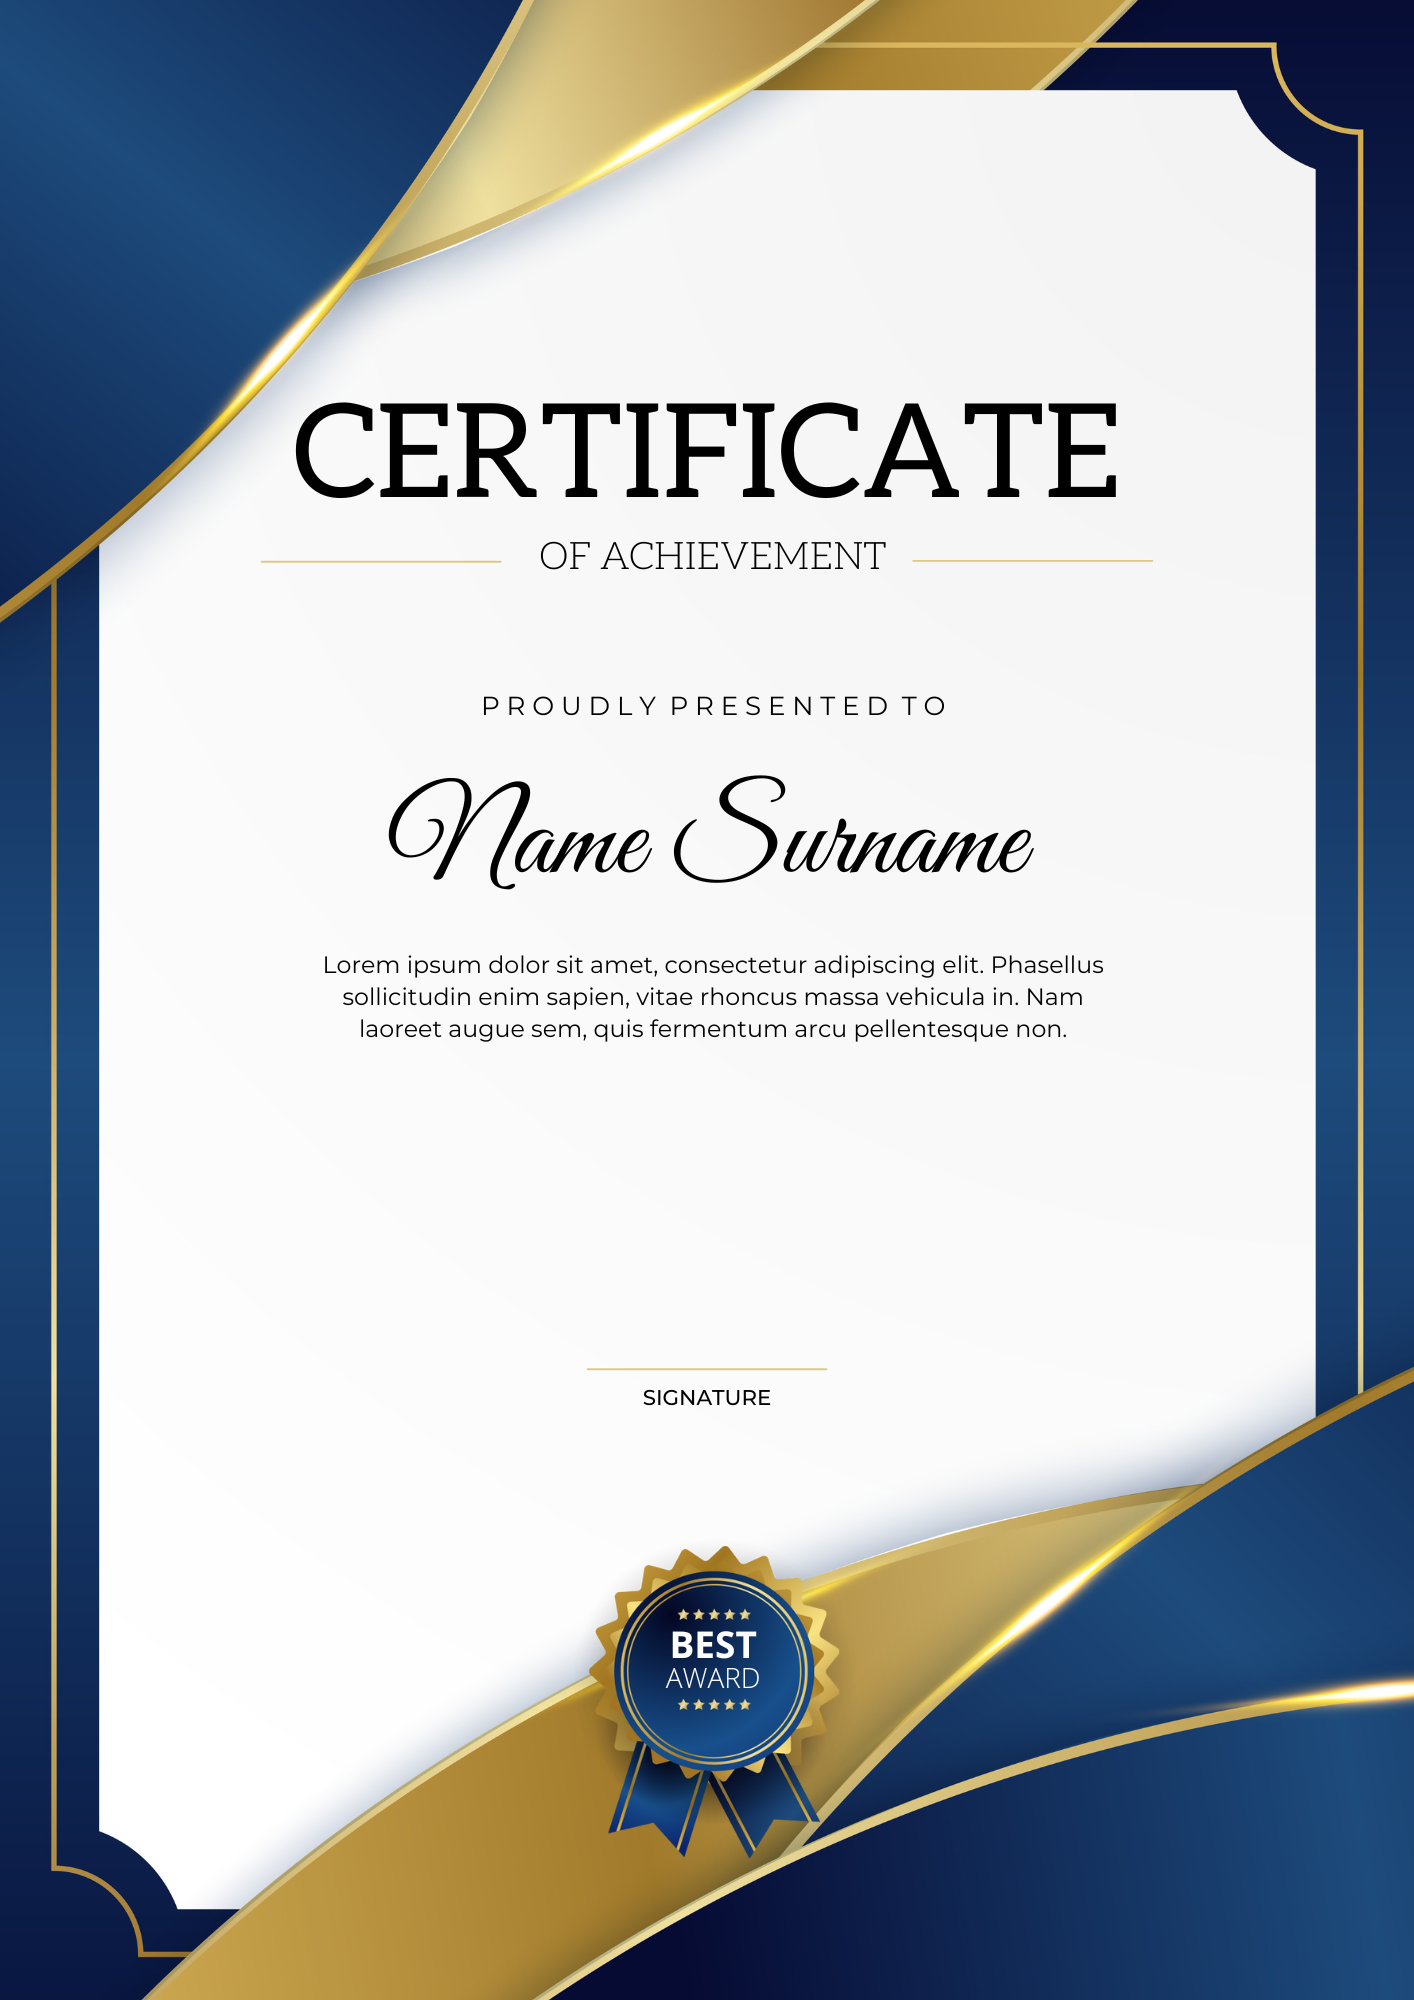 CERTIFICATE
OF ACHIEVEMENT
PROUDLY PRESENTED TO
Name Surname
Lorem ipsum dolor sit amet, consectetur adipiscing elit. Phasellus
sollicitudin enim sapien, vitae rhoncus massa vehicula in. Nam
laoreet augue sem, quis fermentum arcu pellentesque non.
SIGNATURE
BEST
AWARD